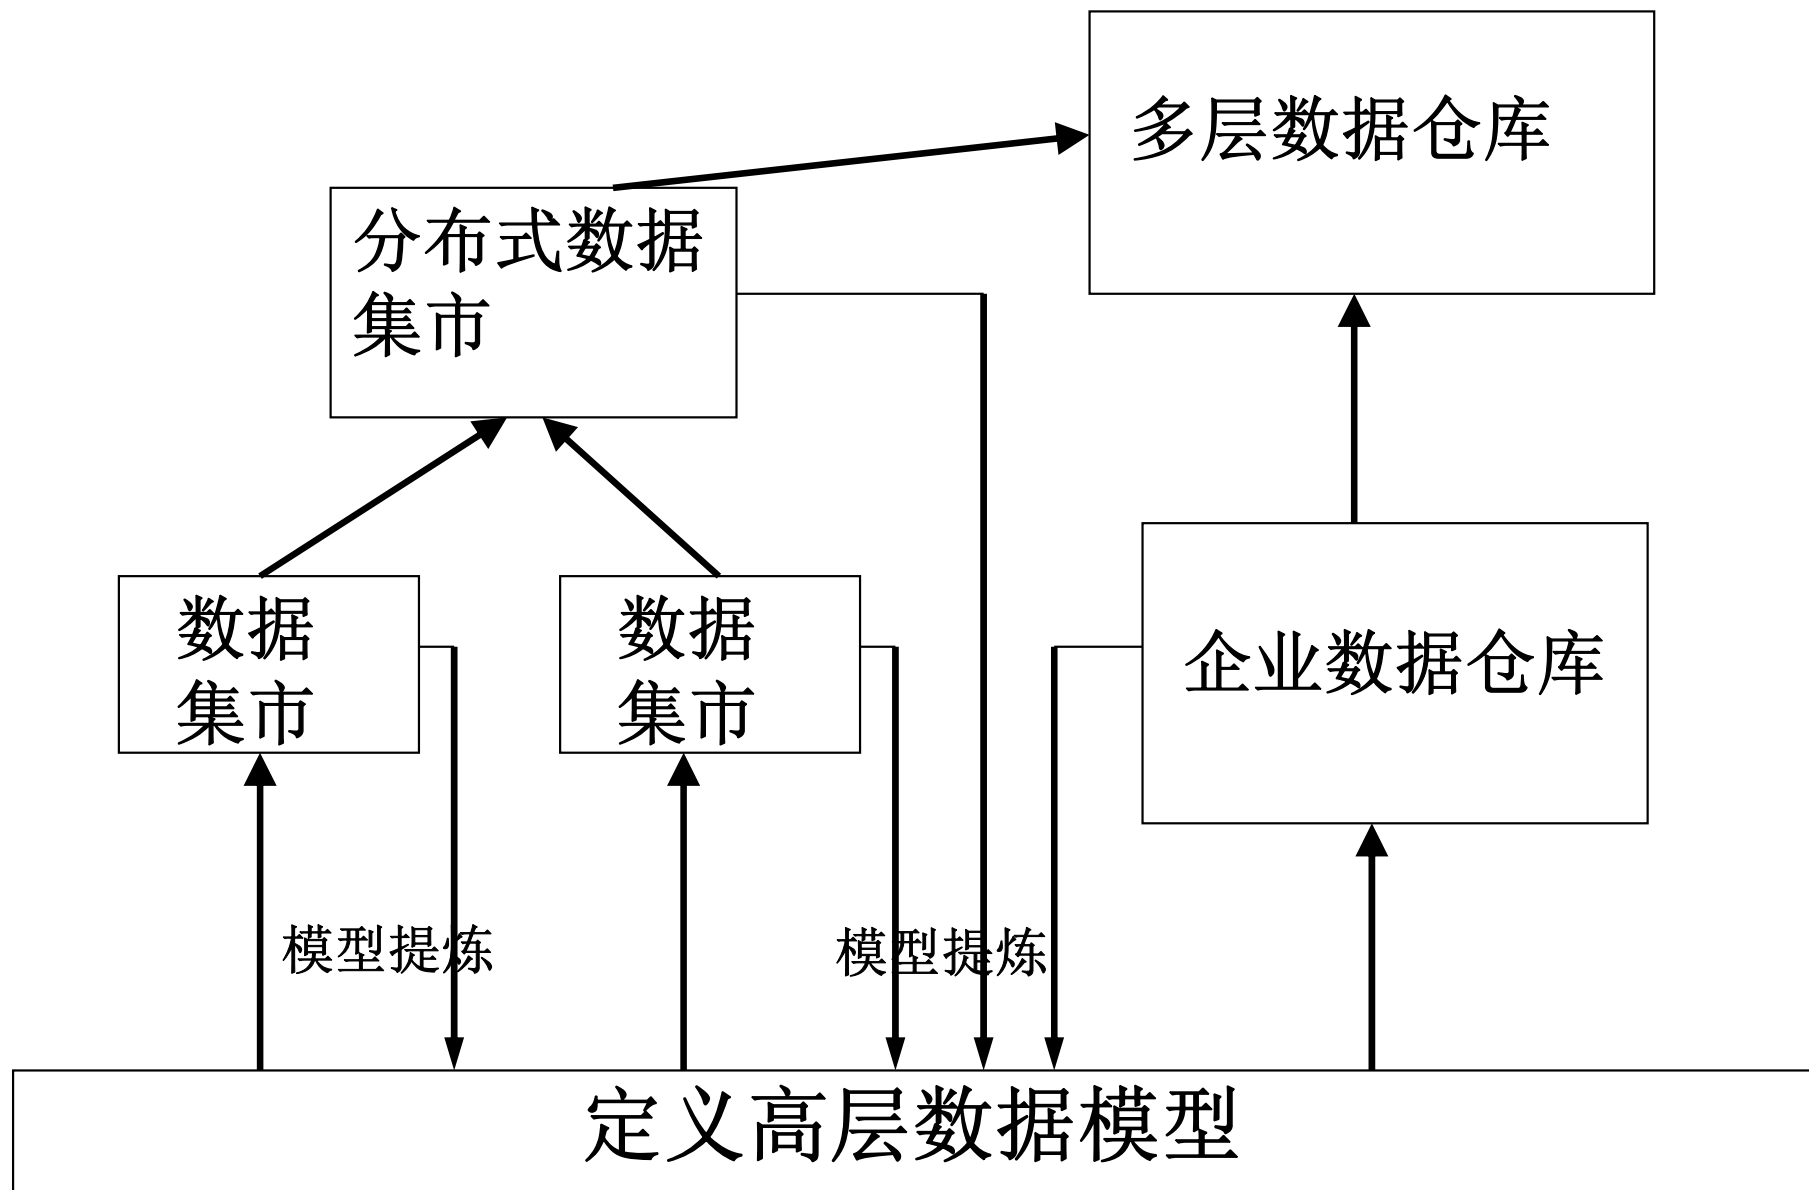 多层数据仓库
分布式数据
集市
数据
集市
数据
集市
企业数据仓库
模型提炼
模型提炼
定义高层数据模型